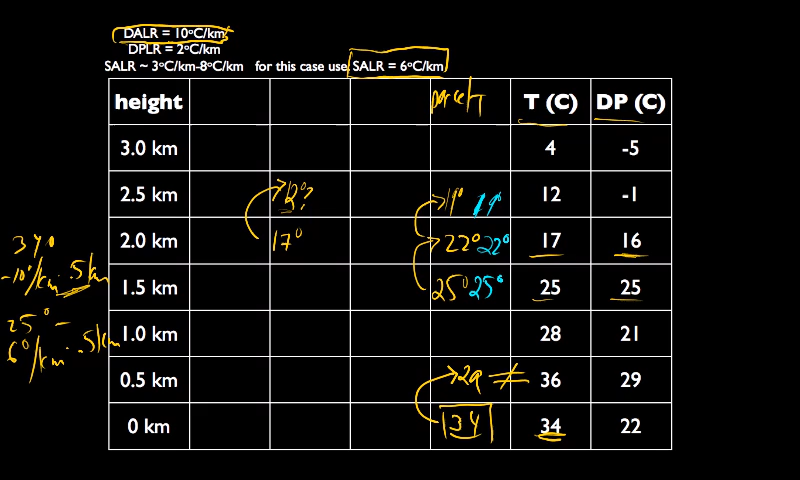 DALR = 10°C/km
DPLR = 2°C/km
SALR ~ 3°C/km-8°C/km for this case use SALR = 6°C/km
height parcel T T (C) DP (C)
3.0 km 4 -5
2.5 km 12°? 19° 19° 12 -1
2.0 km 17° 22° 22° 17 16
1.5 km 25° 25° 25 25
1.0 km 28 21
0.5 km 29 ≠ 36 29
0 km 34 34 22
34°
-10°/km · .5km
25° -
6°/km · .5km